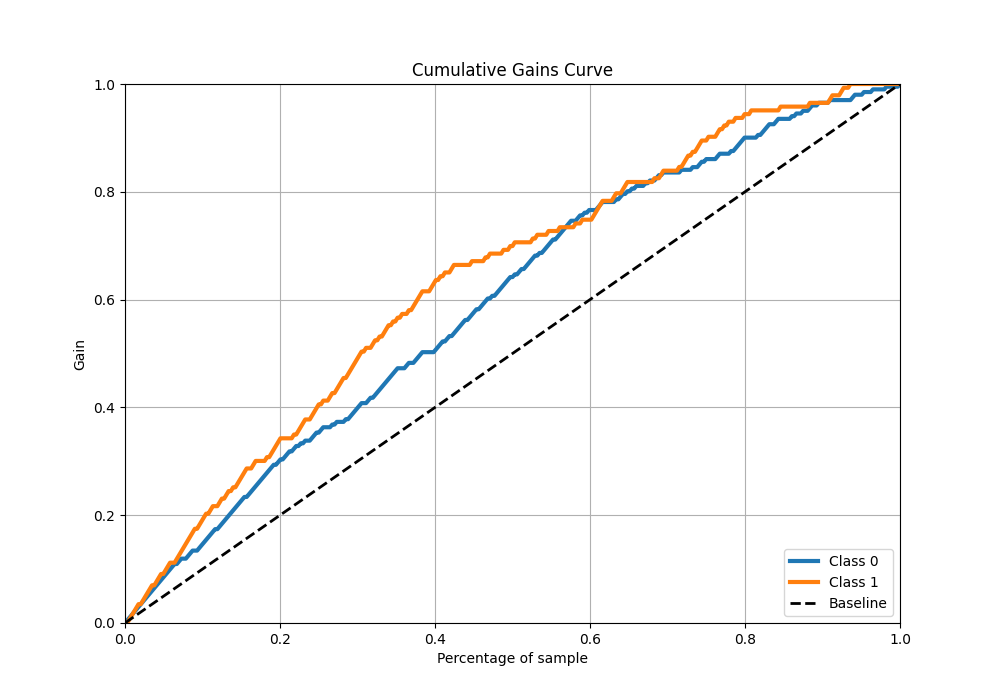 Cumulative Gains Curve
Gain
1.0
0.8
0.6
0.4
0.2
0.0
0.0 0.2 0.4 0.6 0.8 1.0
Percentage of sample
Class 0
Class 1
Baseline